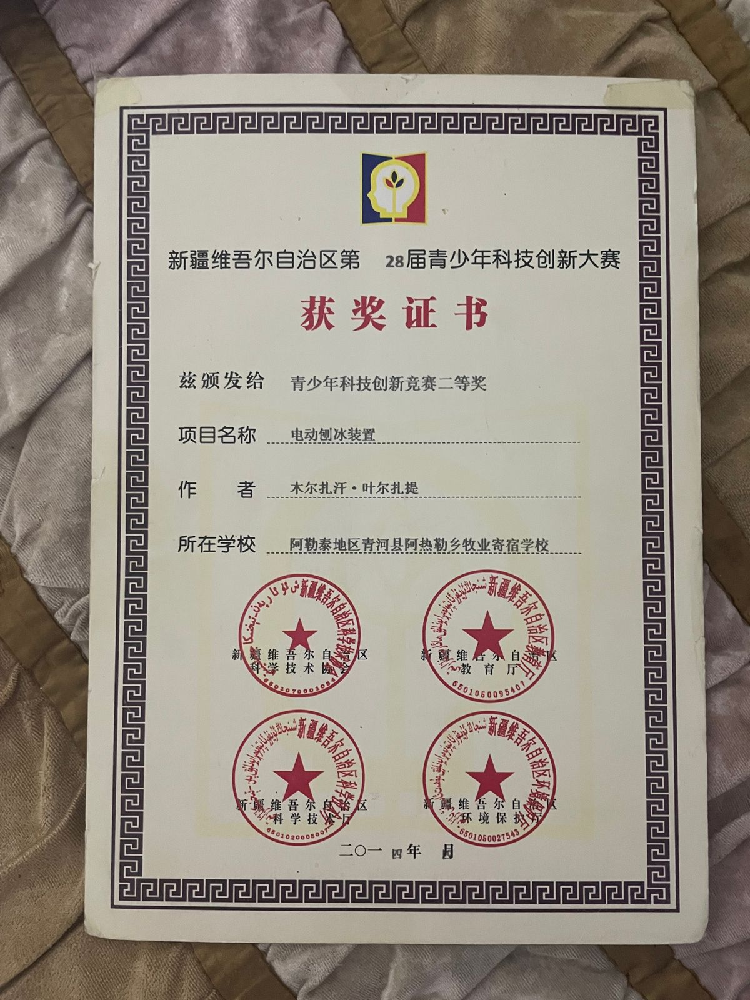 新疆维吾尔自治区第 28届青少年科技创新大赛
获奖证书
兹颁发给 青少年科技创新竞赛二等奖
项目名称 电动刨冰装置
作 者 木尔扎汗·叶尔扎提
所在学校 阿勒泰地区青河县阿热勒乡牧业寄宿学校
新疆维吾尔自治区科学技术协会
6501070001084
新疆维吾尔自治区
科学技术协会
新疆维吾尔自治区教育厅
6501050095407
新疆维吾尔自治区
教育厅
新疆维吾尔自治区科学技术厅
6501020008007
新疆维吾尔自治区
科学技术厅
新疆维吾尔自治区环境保护厅
6501050027543
新疆维吾尔自治区
环境保护厅
二〇一四年 四月